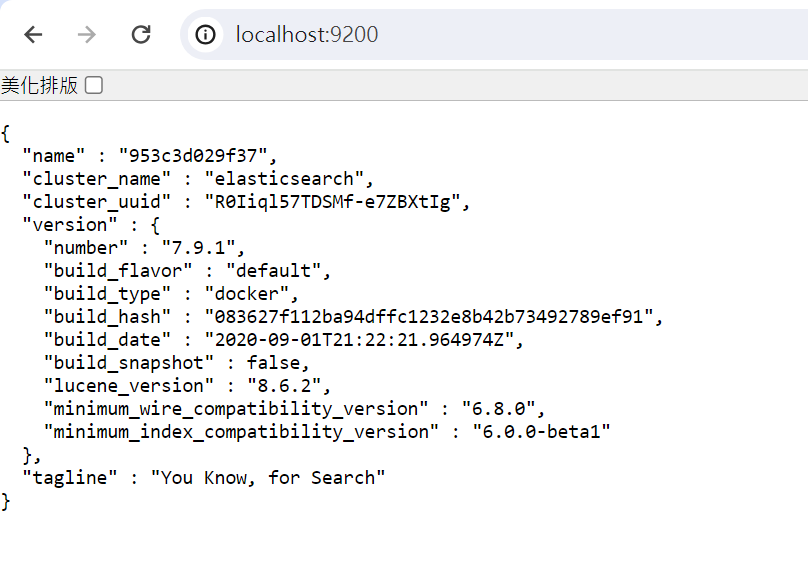 localhost:9200
美化排版
{
  "name" : "953c3d029f37",
  "cluster_name" : "elasticsearch",
  "cluster_uuid" : "R0Iiql57TDSMf-e7ZBXtIg",
  "version" : {
    "number" : "7.9.1",
    "build_flavor" : "default",
    "build_type" : "docker",
    "build_hash" : "083627f112ba94dffc1232e8b42b73492789ef91",
    "build_date" : "2020-09-01T21:22:21.964974Z",
    "build_snapshot" : false,
    "lucene_version" : "8.6.2",
    "minimum_wire_compatibility_version" : "6.8.0",
    "minimum_index_compatibility_version" : "6.0.0-beta1"
  },
  "tagline" : "You Know, for Search"
}